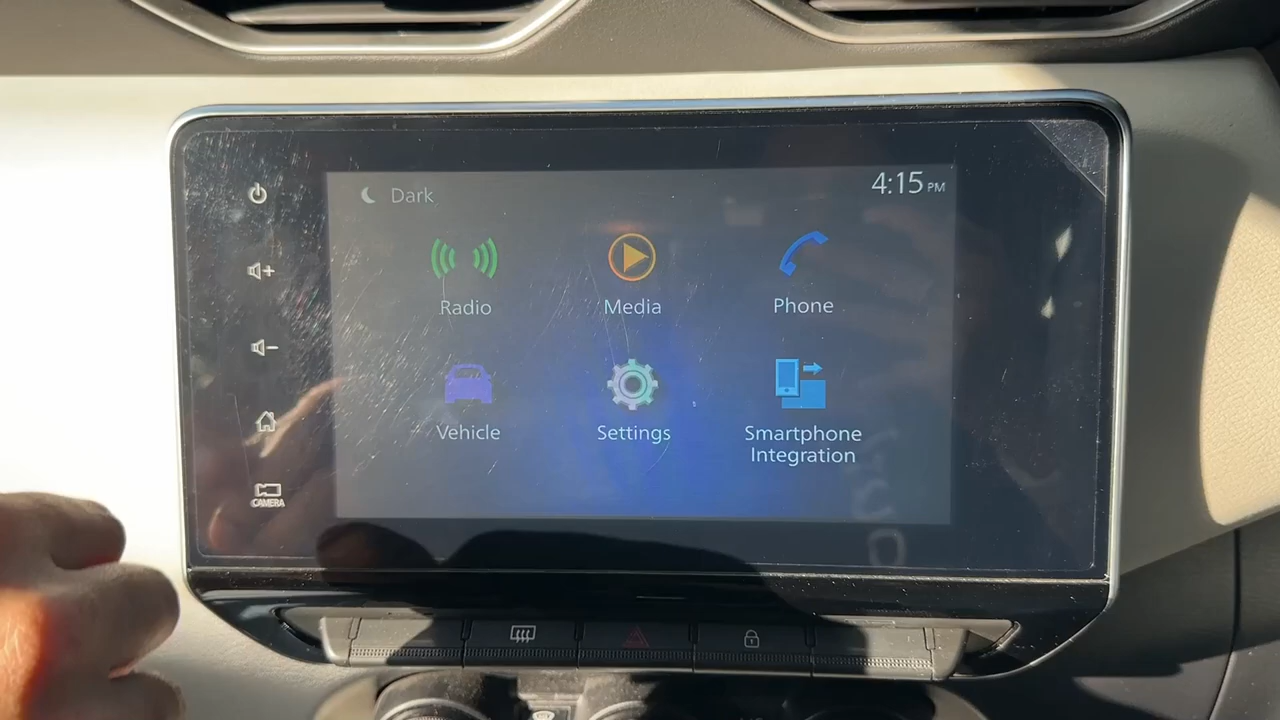 Dark
4:15 PM
Radio
Media
Phone
Vehicle
Settings
Smartphone
Integration
CAMERA